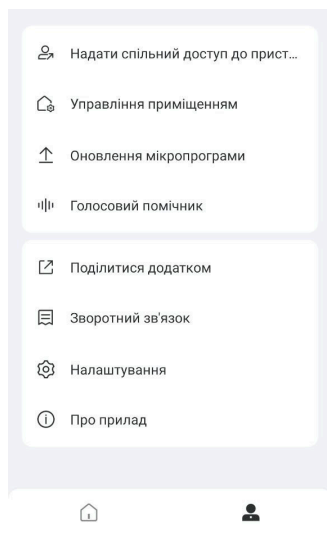 Надати спільний доступ до прист...
Управління приміщенням
Оновлення мікропрограми
Голосовий помічник
Поділитися додатком
Зворотний зв'язок
Налаштування
Про прилад